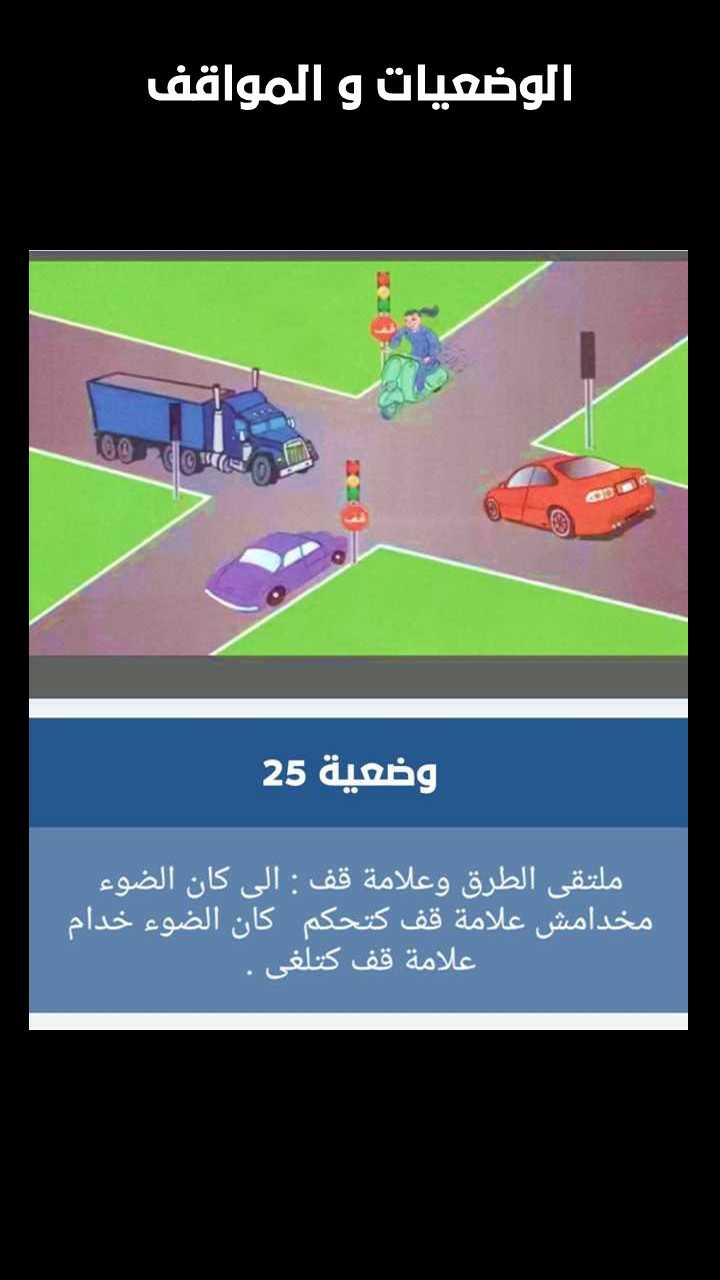 الوضعيات و المواقف
قف
قف
وضعية 25
ملتقى الطرق وعلامة قف : الى كان الضوء
مخدامش علامة قف كتحكم كان الضوء خدام
علامة قف كتلغى .